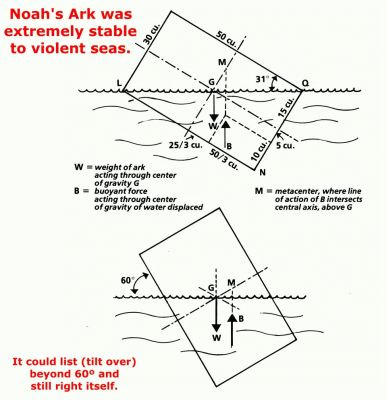 Noah's Ark was
extremely stable
to violent seas.
30 cu.
50 cu.
M
L
G
31°
Q
15 cu.
W
B
25/3 cu.
50/3 cu.
10 cu.
5 cu.
N
W = weight of ark
acting through center
of gravity G
B = buoyant force
acting through center
of gravity of water displaced
M = metacenter, where line
of action of B intersects
central axis, above G
60°
G
M
B
W
It could list (tilt over)
beyond 60º and
still right itself.